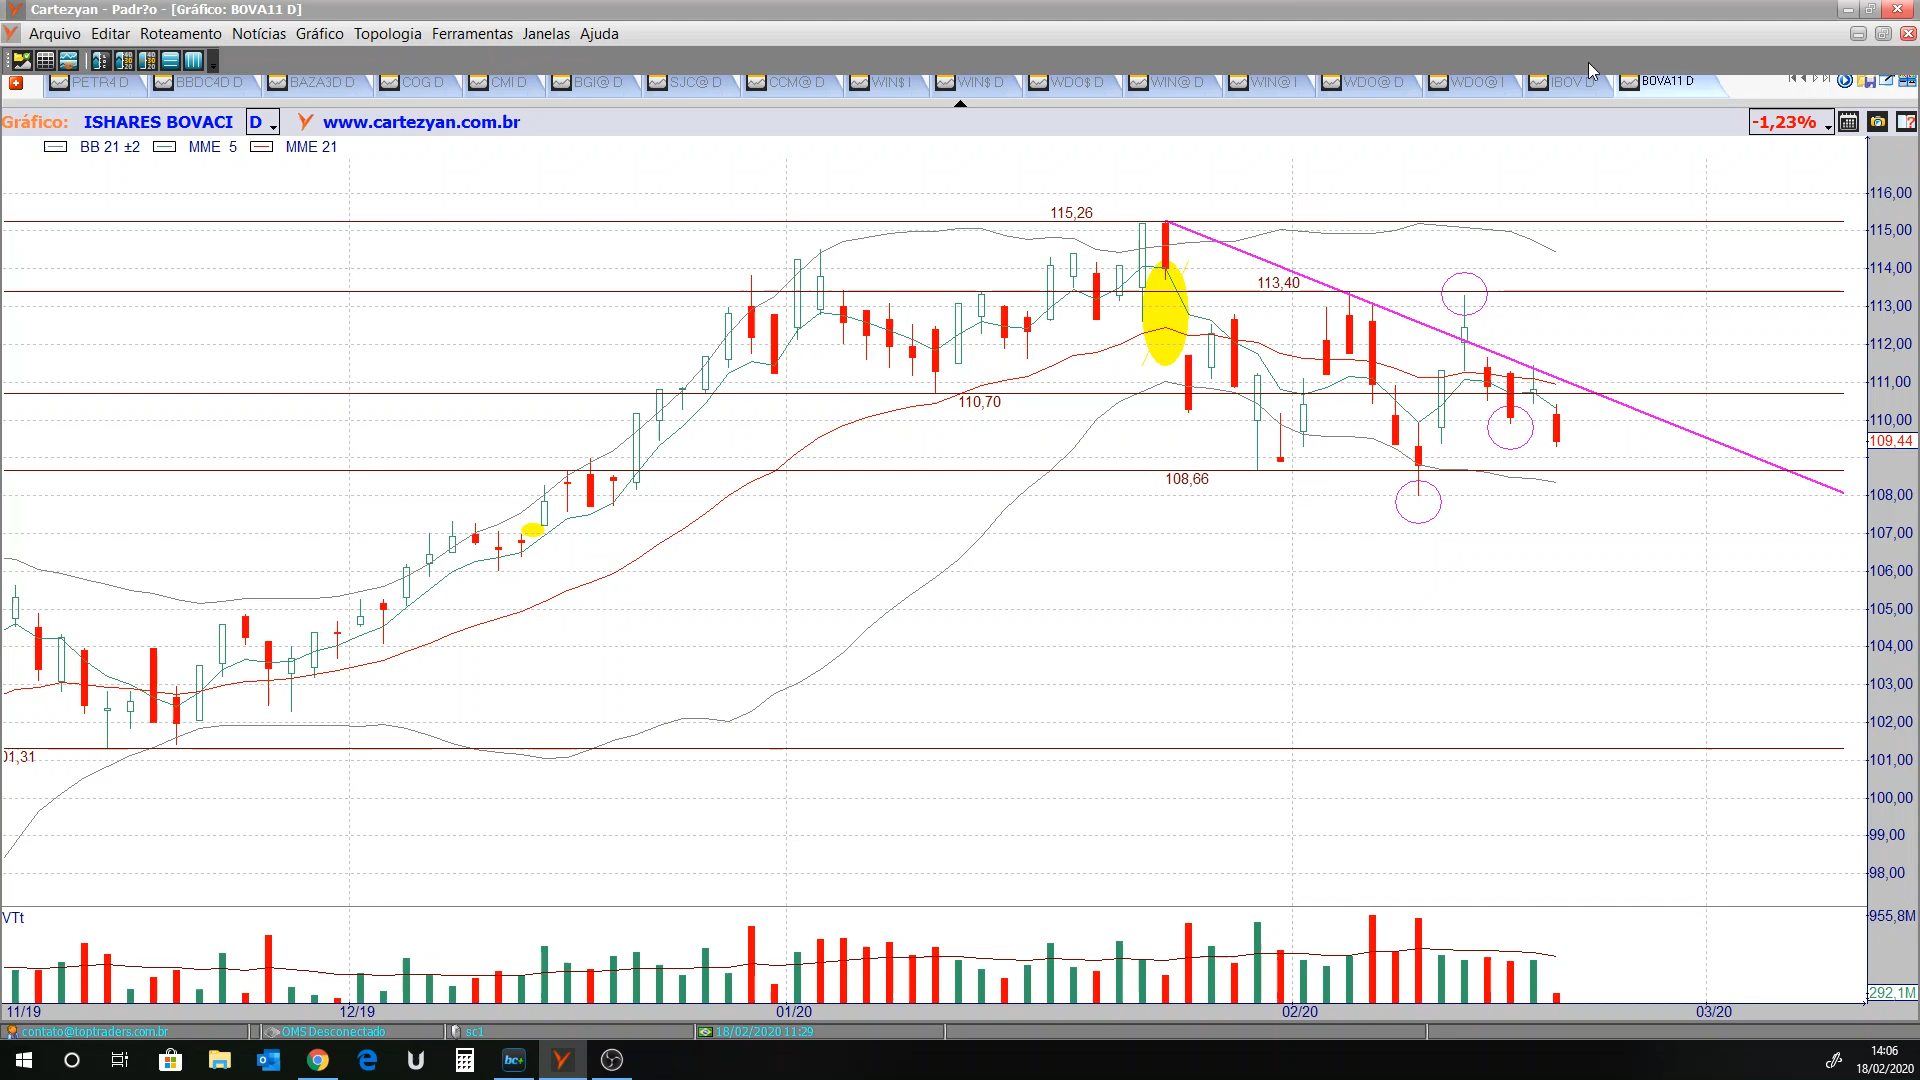 Cartezyan - Padr?o - [Gráfico: BOVA11 D]
Arquivo Editar Roteamento Notícias Gráfico Topologia Ferramentas Janelas Ajuda
PETR4 D BBDC4D D BAZA3D D COG D CMI D BGI@ D SJC@ D CCM@ D WIN$ I WIN$ D WDO$ D WIN@ D WIN@ I WDO@ D WDO@ I IBOV D BOVA11 D
Gráfico: ISHARES BOVACI D www.cartezyan.com.br -1,23%
BB 21 ±2 MME 5 MME 21
116,00
115,26
115,00
114,00
113,40
113,00
112,00
111,00
110,70
110,00
109,44
108,66
108,00
107,00
106,00
105,00
104,00
103,00
102,00
01,31
101,00
100,00
99,00
98,00
VTt
955,8M
292,1M
11/19 12/19 01/20 02/20 03/20
contato@toptraders.com.br OMS Desconectado sc1 18/02/2020 11:29
bc+
14:06
18/02/2020